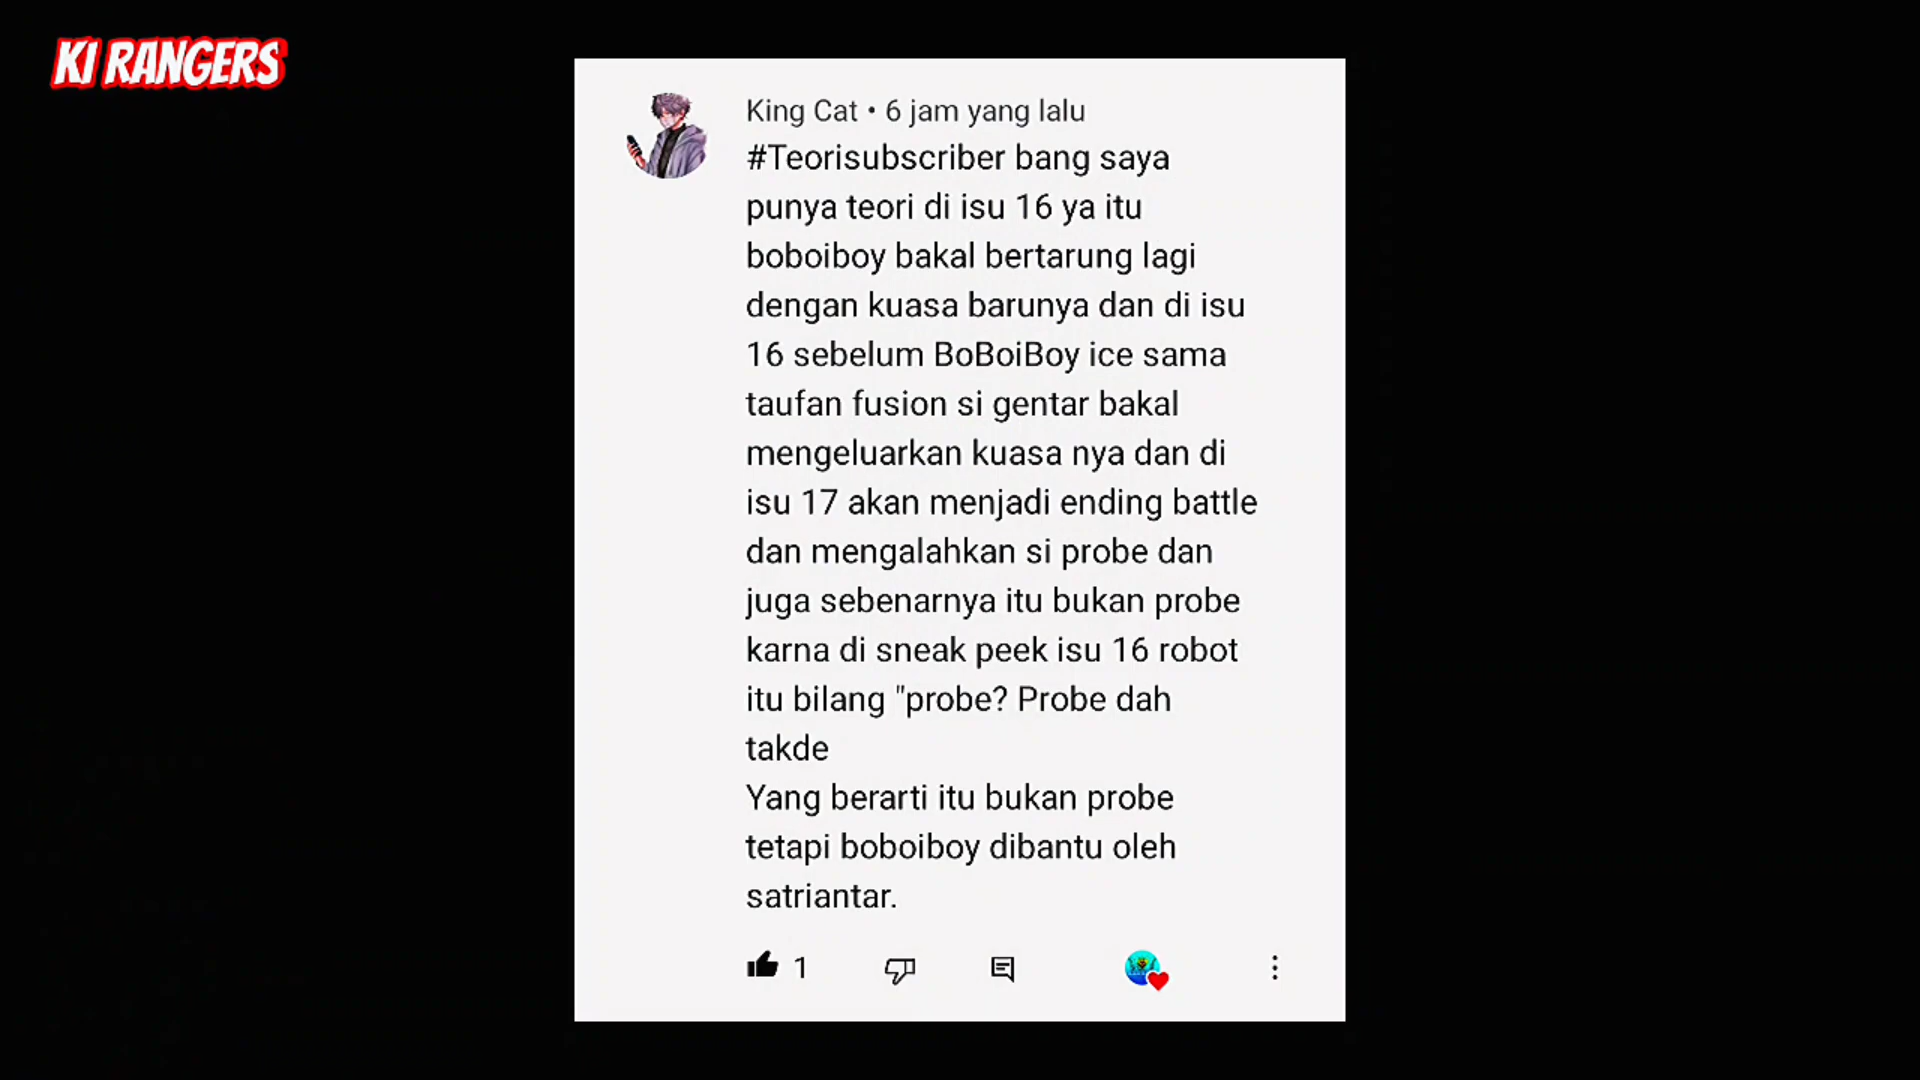 KI RANGERS
King Cat • 6 jam yang lalu
#Teorisubscriber bang saya
punya teori di isu 16 ya itu
boboiboy bakal bertarung lagi
dengan kuasa barunya dan di isu
16 sebelum BoBoiBoy ice sama
taufan fusion si gentar bakal
mengeluarkan kuasa nya dan di
isu 17 akan menjadi ending battle
dan mengalahkan si probe dan
juga sebenarnya itu bukan probe
karna di sneak peek isu 16 robot
itu bilang "probe? Probe dah
takde
Yang berarti itu bukan probe
tetapi boboiboy dibantu oleh
satriantar.
1